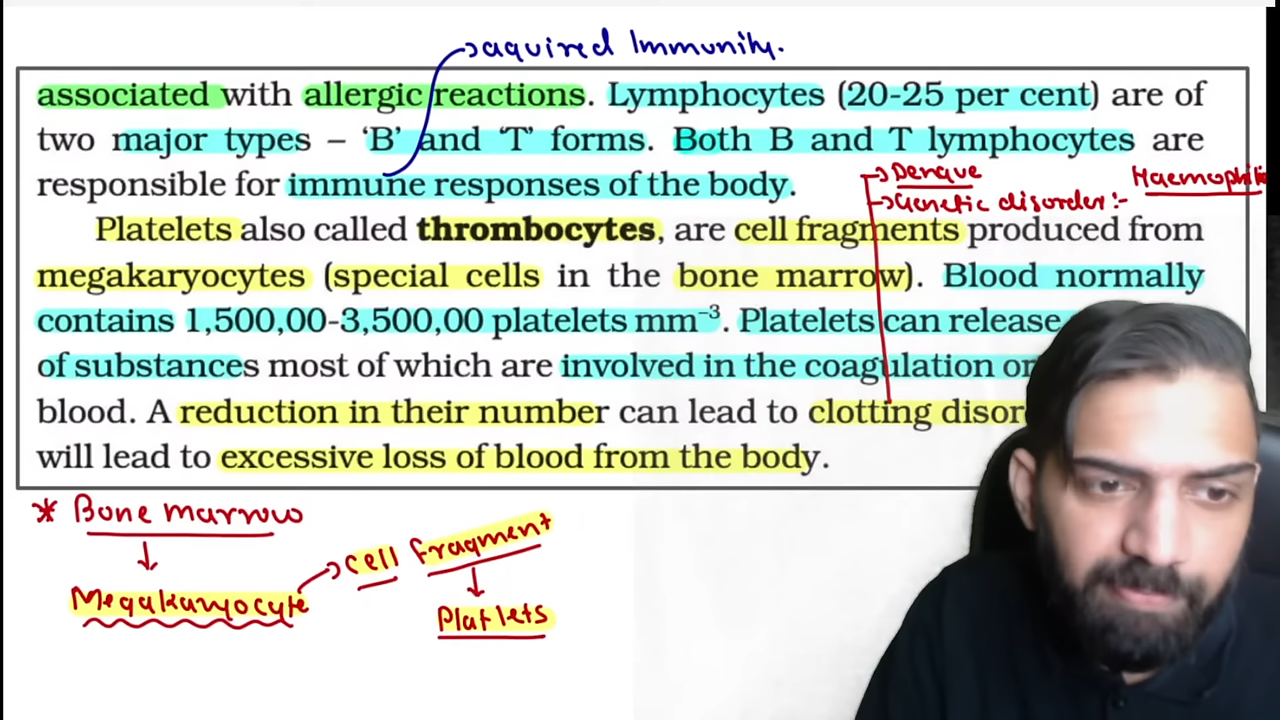 → aquired Immunity.
associated with allergic reactions. Lymphocytes (20-25 per cent) are of
two major types – ‘B’ and ‘T’ forms. Both B and T lymphocytes are
responsible for immune responses of the body.
→ Dengue
→ Genetic disorder:- Haemophili
Platelets also called thrombocytes, are cell fragments produced from
megakaryocytes (special cells in the bone marrow). Blood normally
contains 1,500,00-3,500,00 platelets mm⁻³. Platelets can release
of substances most of which are involved in the coagulation or
blood. A reduction in their number can lead to clotting disor
will lead to excessive loss of blood from the body.
* Bone marrow
↓
Megakaryocyte → cell fragment
↓
Platlets